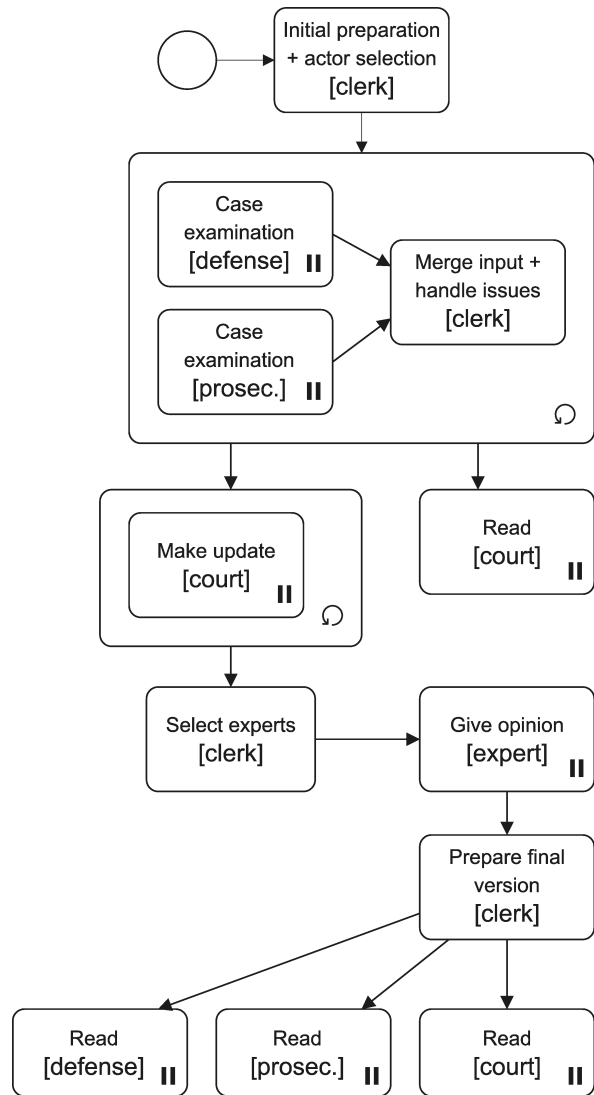 Initial preparation
+ actor selection
[clerk]
Case
examination
[defense]
Merge input +
handle issues
[clerk]
Case
examination
[prosec.]
Make update
[court]
Read
[court]
Select experts
[clerk]
Give opinion
[expert]
Prepare final
version
[clerk]
Read
[defense]
Read
[prosec.]
Read
[court]